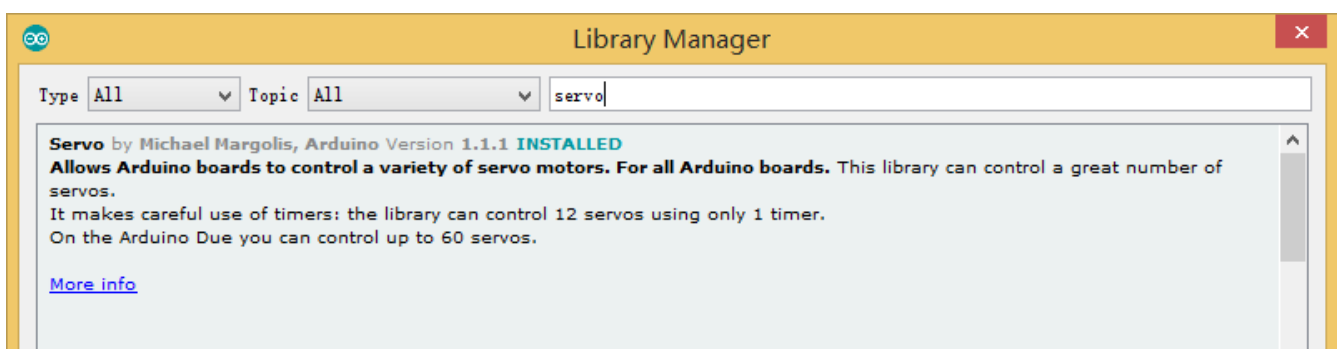 Library Manager
Type All Topic All servo
Servo by Michael Margolis, Arduino Version 1.1.1 INSTALLED
Allows Arduino boards to control a variety of servo motors. For all Arduino boards. This library can control a great number of
servos.
It makes careful use of timers: the library can control 12 servos using only 1 timer.
On the Arduino Due you can control up to 60 servos.
More info